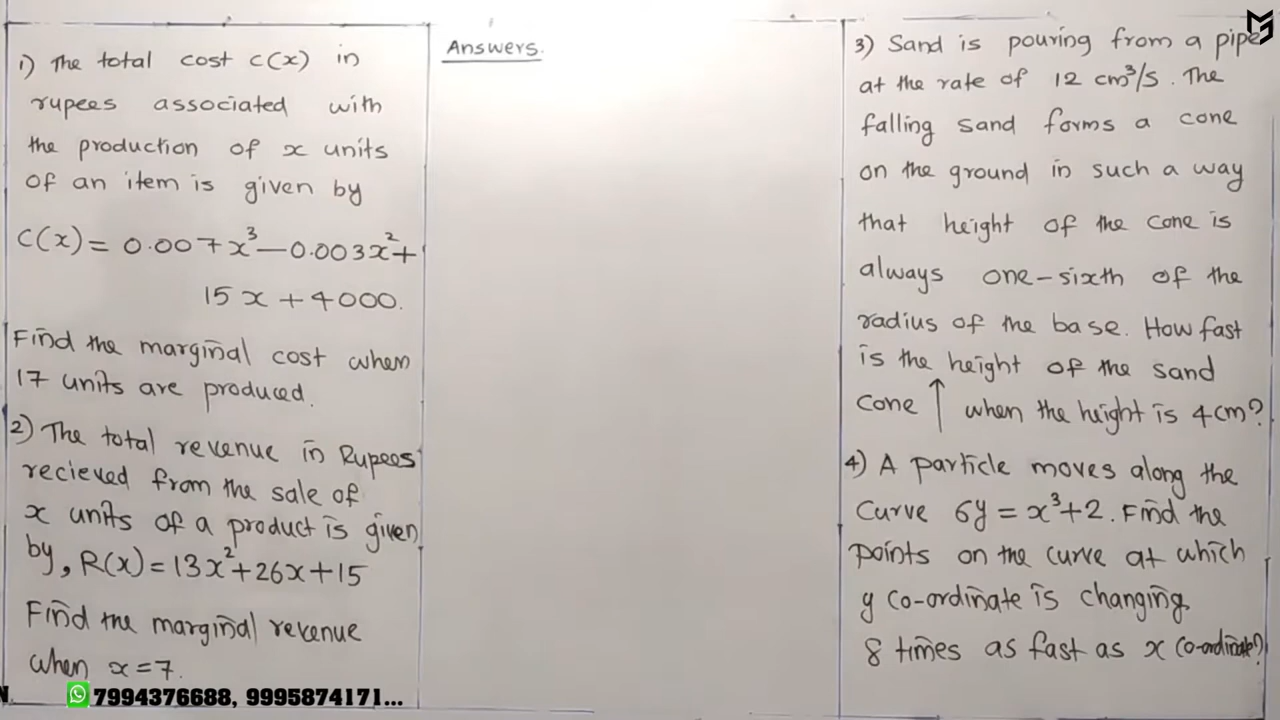 1) The total cost c(x) in
rupees associated with
the production of x units
of an item is given by
C(x) = 0.007x³ — 0.003x² +
15x + 4000.
Find the marginal cost when
17 units are produced.
2) The total revenue in Rupees
recieved from the sale of
x units of a product is given
by, R(x) = 13x² + 26x + 15
Find the marginal revenue
when x = 7.
Answers.
3) Sand is pouring from a pipe
at the rate of 12 cm³/s. The
falling sand forms a cone
on the ground in such a way
that height of the cone is
always one-sixth of the
radius of the base. How fast
is the height of the sand
cone ↑ when the height is 4cm?
4) A particle moves along the
curve 6y = x³ + 2. Find the
points on the curve at which
y co-ordinate is changing
8 times as fast as x co-ordinate?
N. 7994376688, 9995874171...